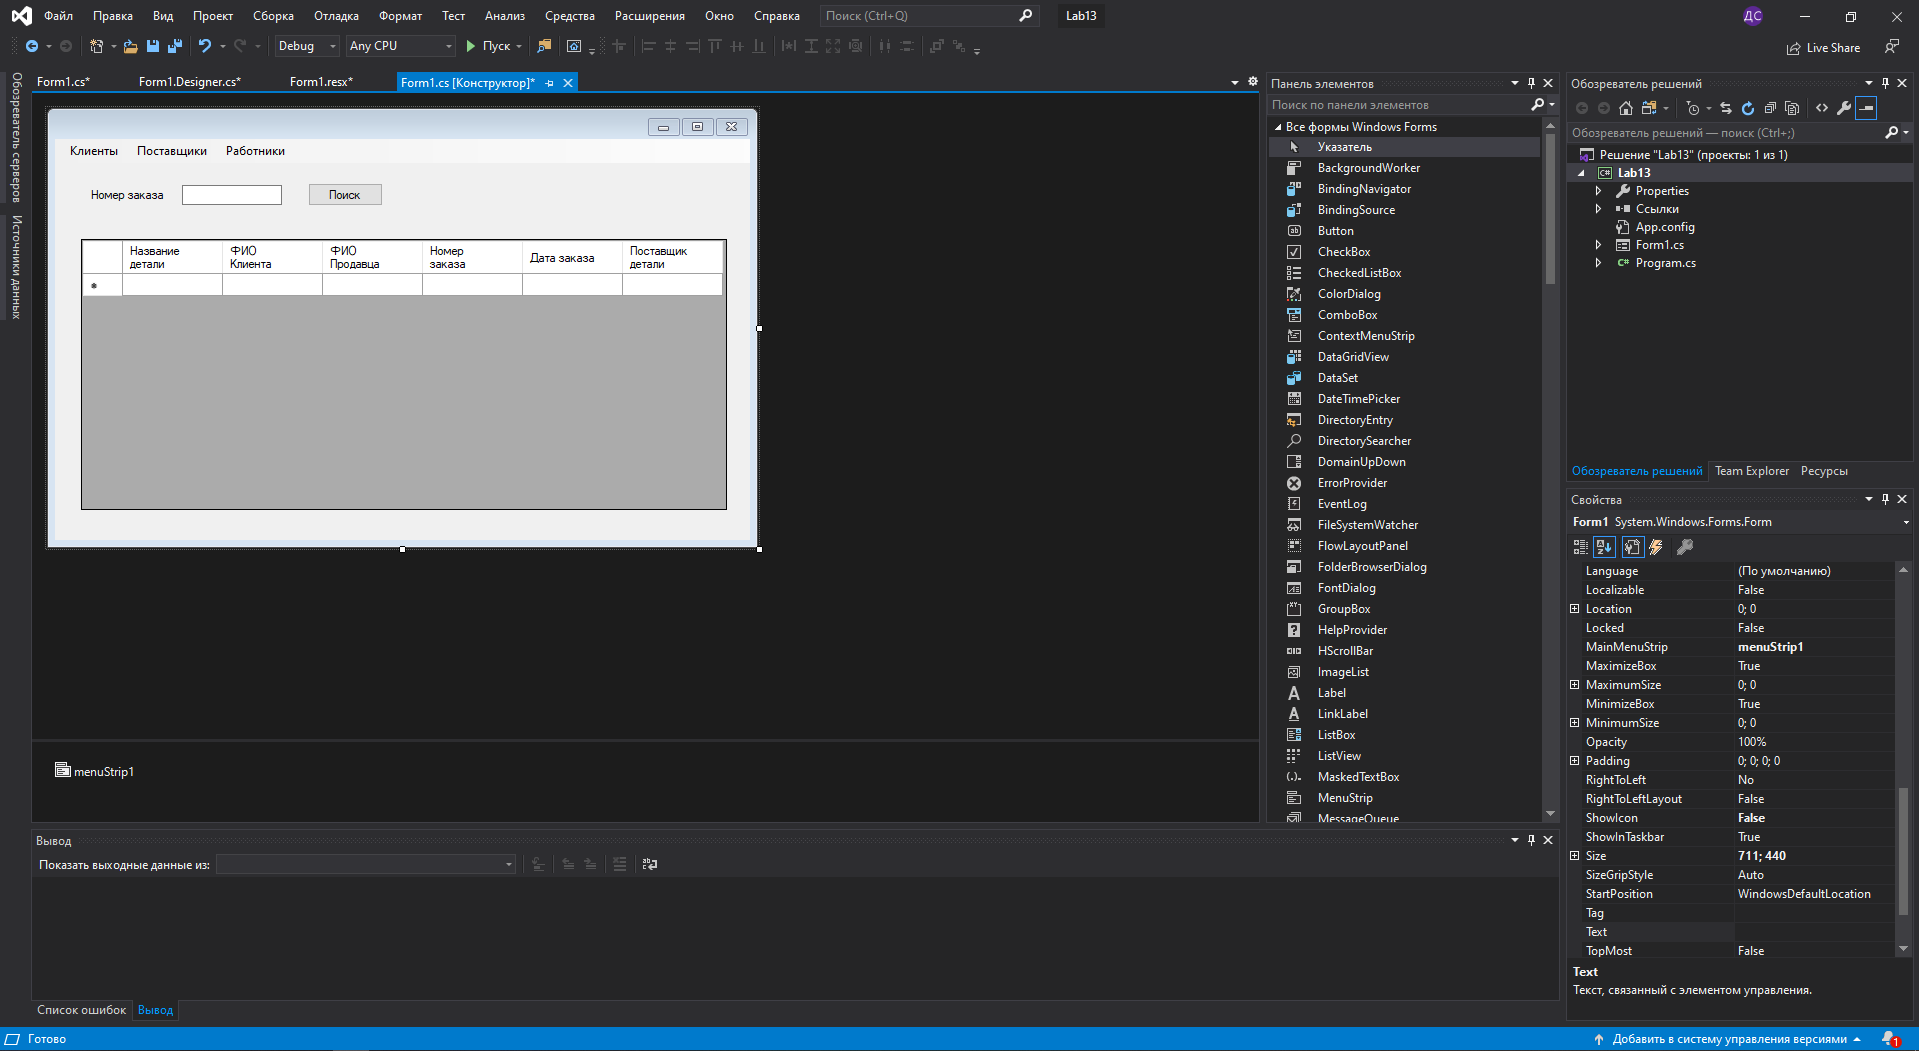 Файл Правка Вид Проект Сборка Отладка Формат Тест Анализ Средства Расширения Окно Справка Поиск (Ctrl+Q) Lab13 ДС
Debug Any CPU Пуск Live Share
Обозреватель серверов
Источники данных
Form1.cs* Form1.Designer.cs* Form1.resx* Form1.cs [Конструктор]*
Клиенты Поставщики Работники
Номер заказа Поиск
Название детали ФИО Клиента ФИО Продавца Номер заказа Дата заказа Поставщик детали
menuStrip1
Вывод
Показать выходные данные из:
Список ошибок Вывод
Панель элементов
Поиск по панели элементов
Все формы Windows Forms
Указатель
BackgroundWorker
BindingNavigator
BindingSource
Button
CheckBox
CheckedListBox
ColorDialog
ComboBox
ContextMenuStrip
DataGridView
DataSet
DateTimePicker
DirectoryEntry
DirectorySearcher
DomainUpDown
ErrorProvider
EventLog
FileSystemWatcher
FlowLayoutPanel
FolderBrowserDialog
FontDialog
GroupBox
HelpProvider
HScrollBar
ImageList
Label
LinkLabel
ListBox
ListView
MaskedTextBox
MenuStrip
MessageQueue
Обозреватель решений
Обозреватель решений — поиск (Ctrl+;)
Решение "Lab13" (проекты: 1 из 1)
Lab13
Properties
Ссылки
App.config
Form1.cs
Program.cs
Обозреватель решений Team Explorer Ресурсы
Свойства
Form1 System.Windows.Forms.Form
Language (По умолчанию)
Localizable False
Location 0; 0
Locked False
MainMenuStrip menuStrip1
MaximizeBox True
MaximumSize 0; 0
MinimizeBox True
MinimumSize 0; 0
Opacity 100%
Padding 0; 0; 0; 0
RightToLeft No
RightToLeftLayout False
ShowIcon False
ShowInTaskbar True
Size 711; 440
SizeGripStyle Auto
StartPosition WindowsDefaultLocation
Tag
Text
TopMost False
Text
Текст, связанный с элементом управления.
Готово Добавить в систему управления версиями 1